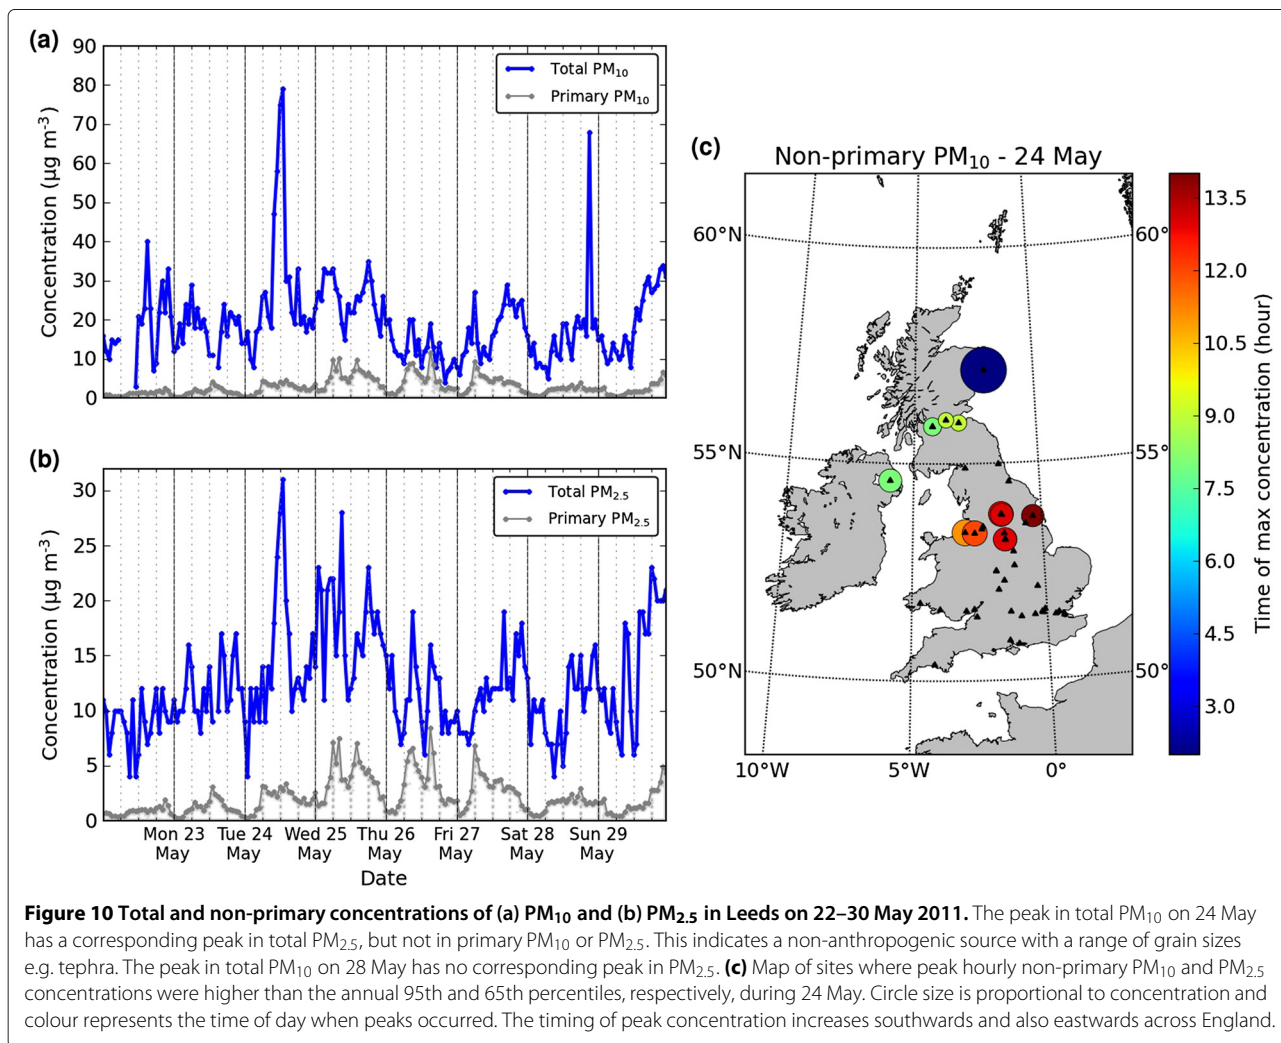 (a)
90
80
70
60
50
40
30
20
10
0
Concentration (µg m⁻³)
Total PM₁₀
Primary PM₁₀
(b)
30
25
20
15
10
5
0
Concentration (µg m⁻³)
Total PM₂.₅
Primary PM₂.₅
Mon 23 Tue 24 Wed 25 Thu 26 Fri 27 Sat 28 Sun 29
May May May May May May May
Date
(c)
Non-primary PM₁₀ - 24 May
60°N 60°
55°N 55°
50°N 50°
10°W 5°W 0°
13.5
12.0
10.5
9.0
7.5
6.0
4.5
3.0
Time of max concentration (hour)
Figure 10 Total and non-primary concentrations of (a) PM₁₀ and (b) PM₂.₅ in Leeds on 22–30 May 2011. The peak in total PM₁₀ on 24 May
has a corresponding peak in total PM₂.₅, but not in primary PM₁₀ or PM₂.₅. This indicates a non-anthropogenic source with a range of grain sizes
e.g. tephra. The peak in total PM₁₀ on 28 May has no corresponding peak in PM₂.₅. (c) Map of sites where peak hourly non-primary PM₁₀ and PM₂.₅
concentrations were higher than the annual 95th and 65th percentiles, respectively, during 24 May. Circle size is proportional to concentration and
colour represents the time of day when peaks occurred. The timing of peak concentration increases southwards and also eastwards across England.